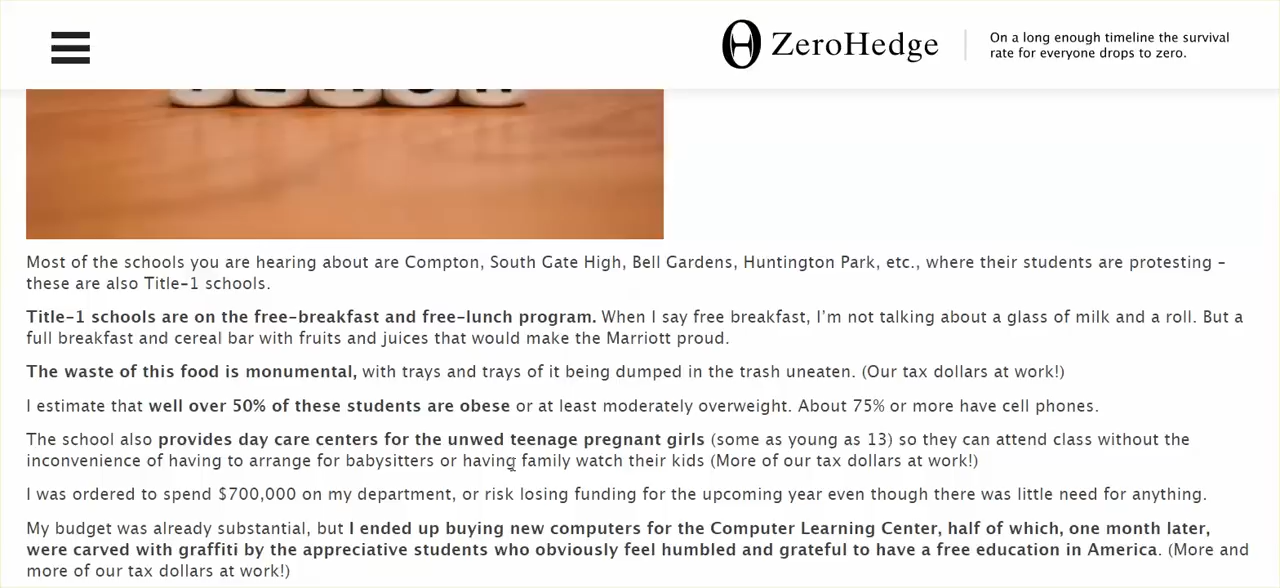 ZeroHedge
On a long enough timeline the survival
rate for everyone drops to zero.
Most of the schools you are hearing about are Compton, South Gate High, Bell Gardens, Huntington Park, etc., where their students are protesting –
these are also Title-1 schools.
Title-1 schools are on the free-breakfast and free-lunch program. When I say free breakfast, I'm not talking about a glass of milk and a roll. But a
full breakfast and cereal bar with fruits and juices that would make the Marriott proud.
The waste of this food is monumental, with trays and trays of it being dumped in the trash uneaten. (Our tax dollars at work!)
I estimate that well over 50% of these students are obese or at least moderately overweight. About 75% or more have cell phones.
The school also provides day care centers for the unwed teenage pregnant girls (some as young as 13) so they can attend class without the
inconvenience of having to arrange for babysitters or having family watch their kids (More of our tax dollars at work!)
I was ordered to spend $700,000 on my department, or risk losing funding for the upcoming year even though there was little need for anything.
My budget was already substantial, but I ended up buying new computers for the Computer Learning Center, half of which, one month later,
were carved with graffiti by the appreciative students who obviously feel humbled and grateful to have a free education in America. (More and
more of our tax dollars at work!)